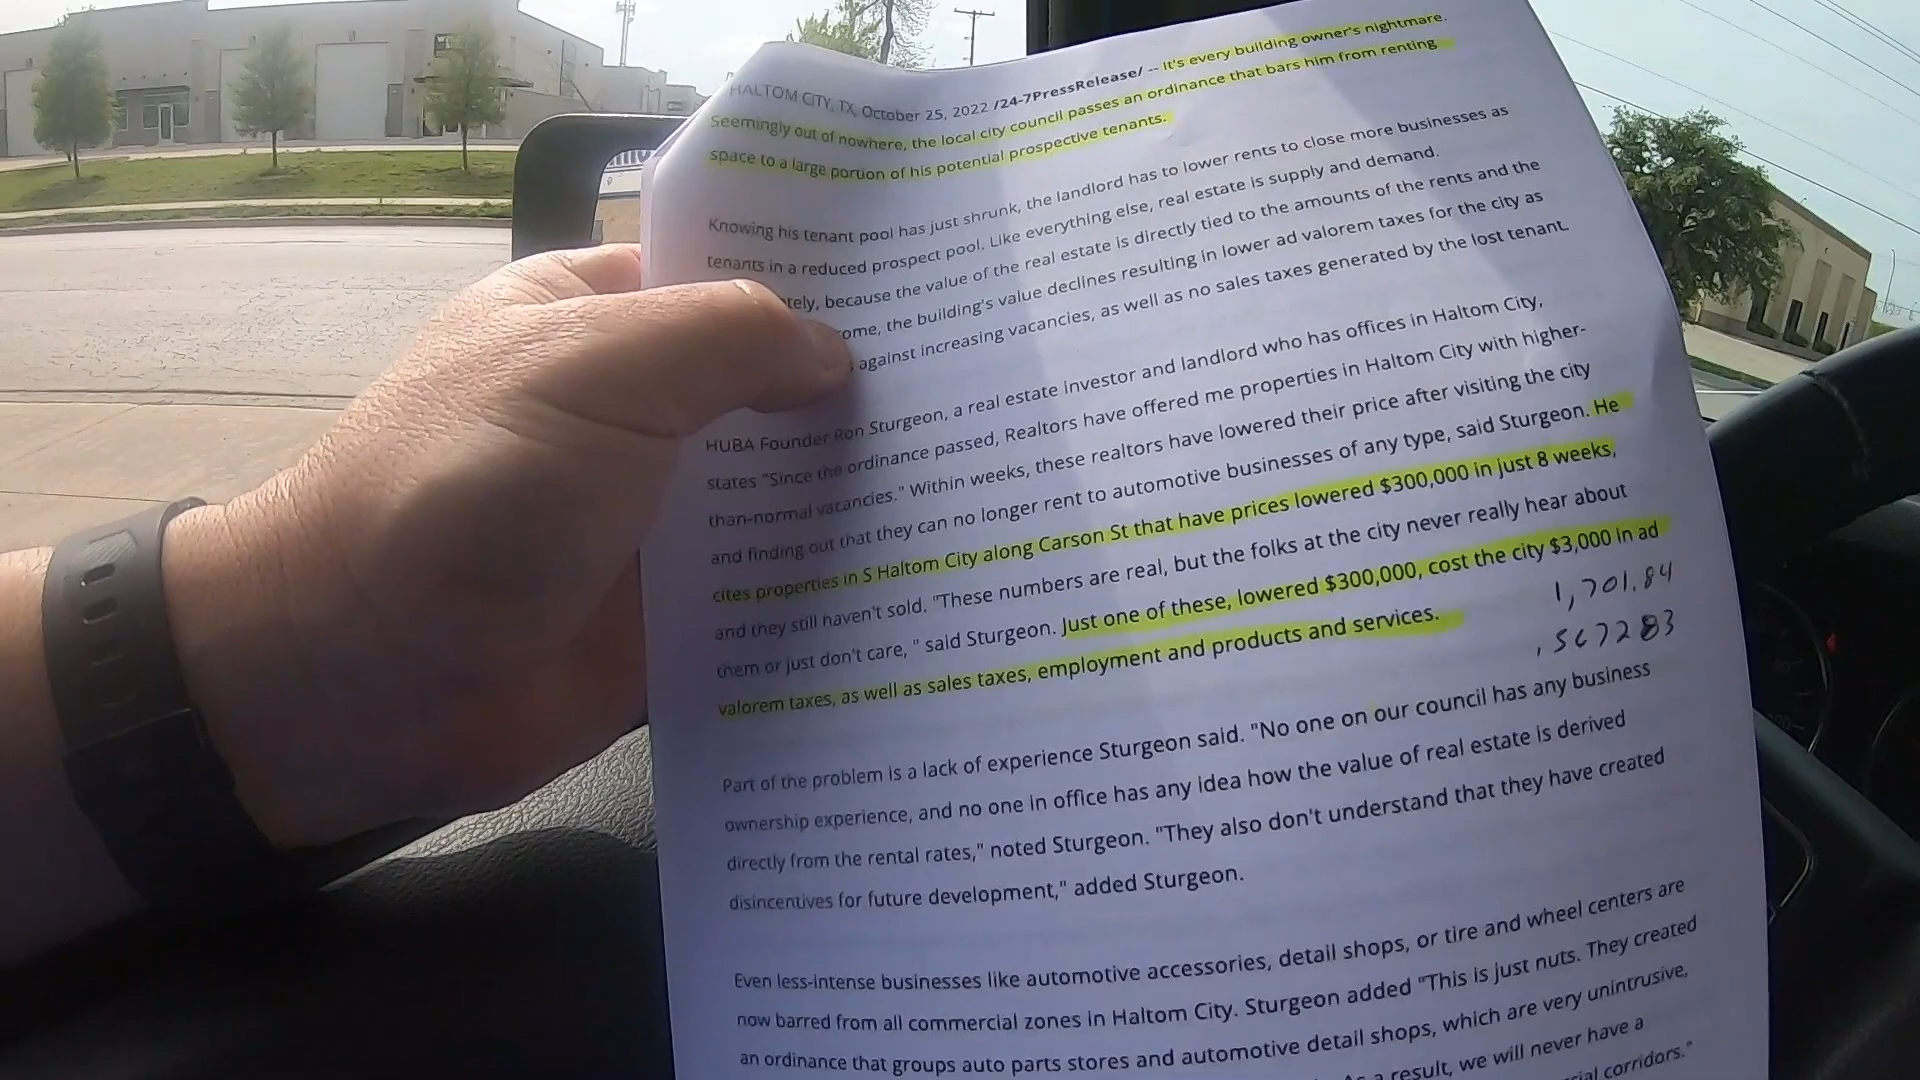 HALTOM CITY, TX, October 25, 2022 /24-7PressRelease/ -- It's every building owner's nightmare.
Seemingly out of nowhere, the local city council passes an ordinance that bars him from renting
space to a large portion of his potential prospective tenants.
Knowing his tenant pool has just shrunk, the landlord has to lower rents to close more businesses as
tenants in a reduced prospect pool. Like everything else, real estate is supply and demand.
because the value of the real estate is directly tied to the amounts of the rents and the
the building's value declines resulting in lower ad valorem taxes for the city as
against increasing vacancies, as well as no sales taxes generated by the lost tenant.
HUBA Founder Ron Sturgeon, a real estate investor and landlord who has offices in Haltom City,
states "Since the ordinance passed, Realtors have offered me properties in Haltom City with higher-
than-normal vacancies." Within weeks, these realtors have lowered their price after visiting the city
and finding out that they can no longer rent to automotive businesses of any type, said Sturgeon. He
cites properties in S Haltom City along Carson St that have prices lowered $300,000 in just 8 weeks,
and they still haven't sold. "These numbers are real, but the folks at the city never really hear about
them or just don't care, " said Sturgeon. Just one of these, lowered $300,000, cost the city $3,000 in ad
valorem taxes, as well as sales taxes, employment and products and services.
1,701.84
.567283
Part of the problem is a lack of experience Sturgeon said. "No one on our council has any business
ownership experience, and no one in office has any idea how the value of real estate is derived
directly from the rental rates," noted Sturgeon. "They also don't understand that they have created
disincentives for future development," added Sturgeon.
Even less-intense businesses like automotive accessories, detail shops, or tire and wheel centers are
now barred from all commercial zones in Haltom City. Sturgeon added "This is just nuts. They created
an ordinance that groups auto parts stores and automotive detail shops, which are very unintrusive,
As a result, we will never have a
corridors."